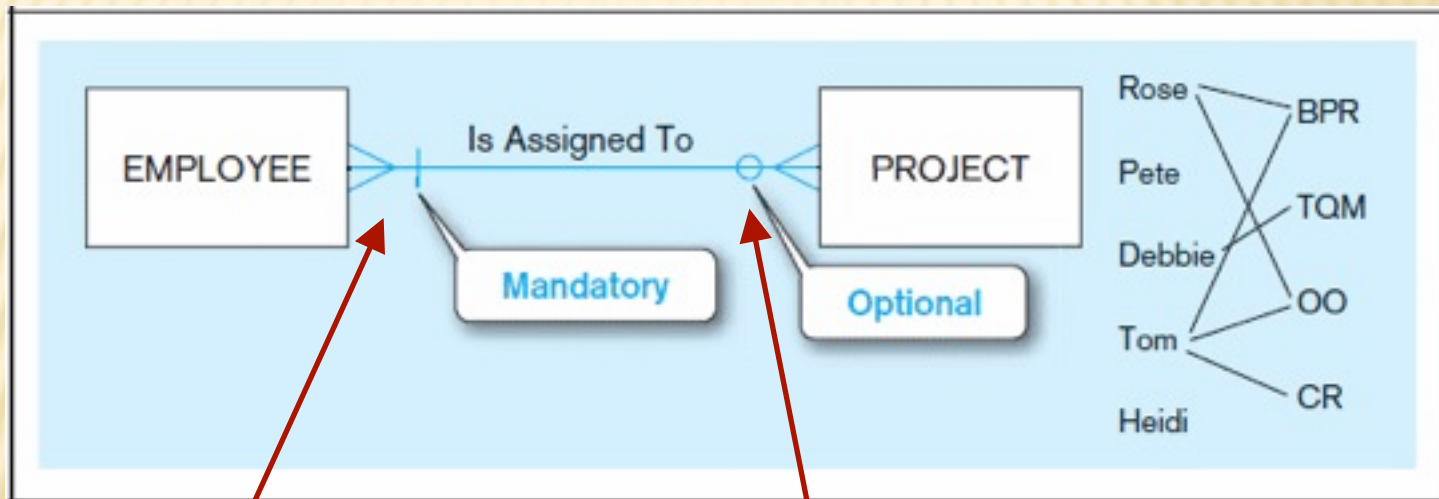 EMPLOYEE
Is Assigned To
PROJECT
Mandatory
Optional
Rose
BPR
Pete
TQM
Debbie
OO
Tom
CR
Heidi